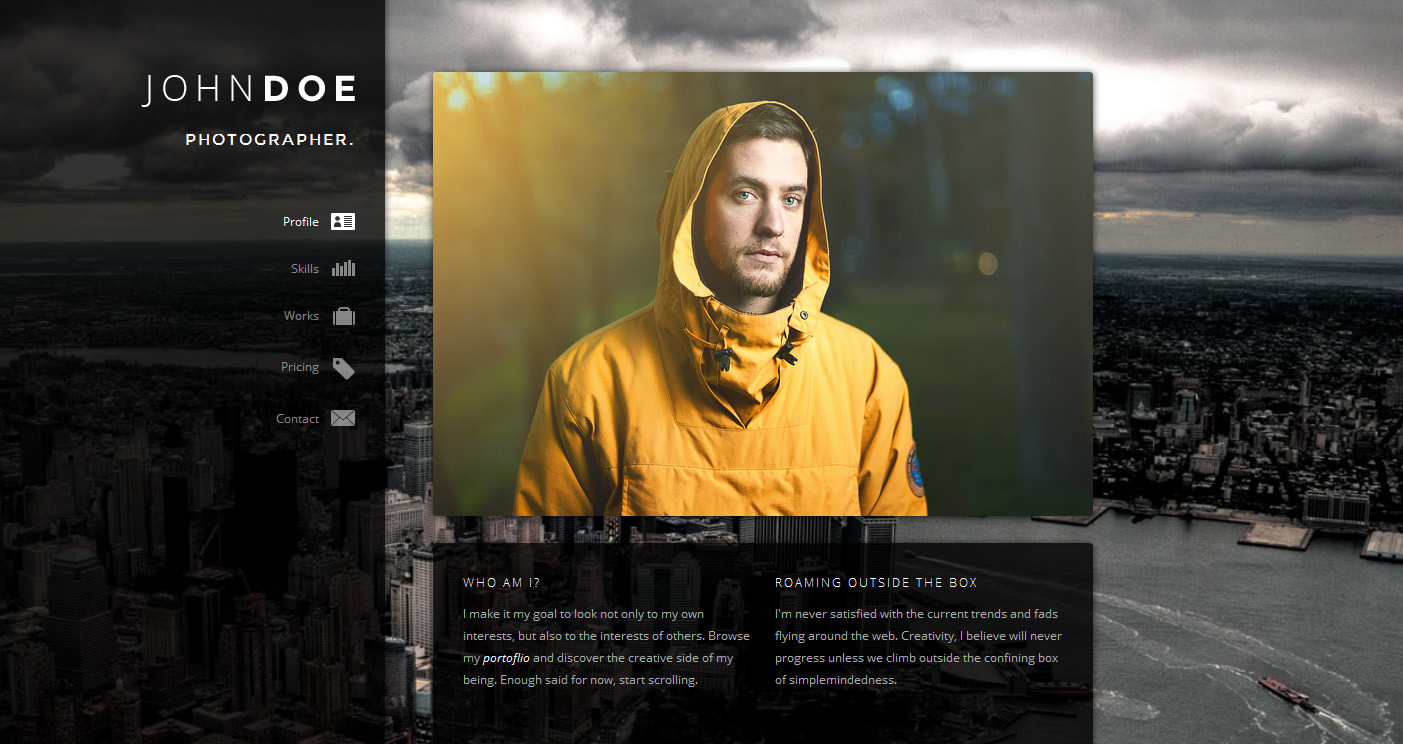 JOHNDOE
PHOTOGRAPHER.
Profile
Skills
Works
Pricing
Contact
WHO AM I?
I make it my goal to look not only to my own
interests, but also to the interests of others. Browse
my portoflio and discover the creative side of my
being. Enough said for now, start scrolling.
ROAMING OUTSIDE THE BOX
I'm never satisfied with the current trends and fads
flying around the web. Creativity, I believe will never
progress unless we climb outside the confining box
of simplemindedness.